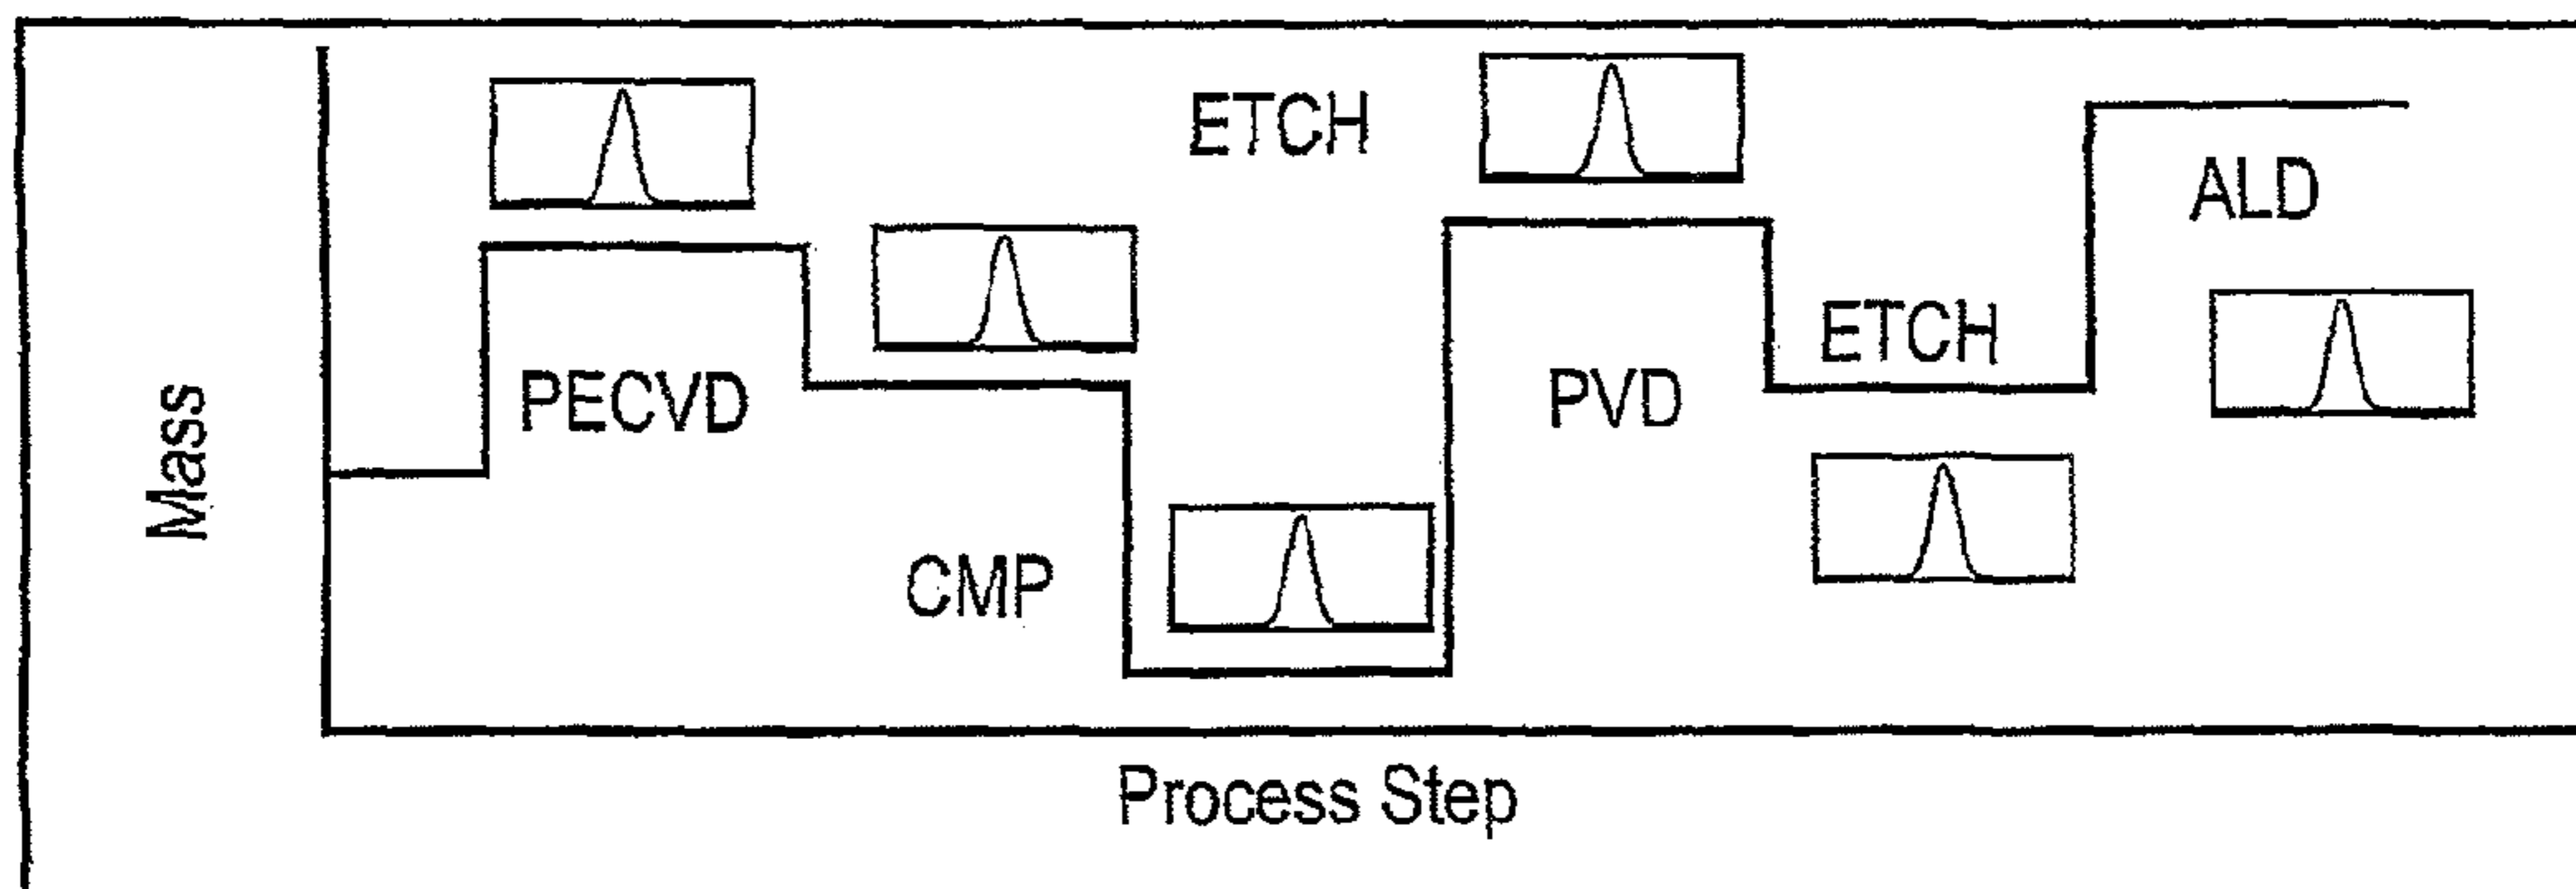 Mass
PECVD
CMP
ETCH
PVD
ETCH
ALD
Process Step